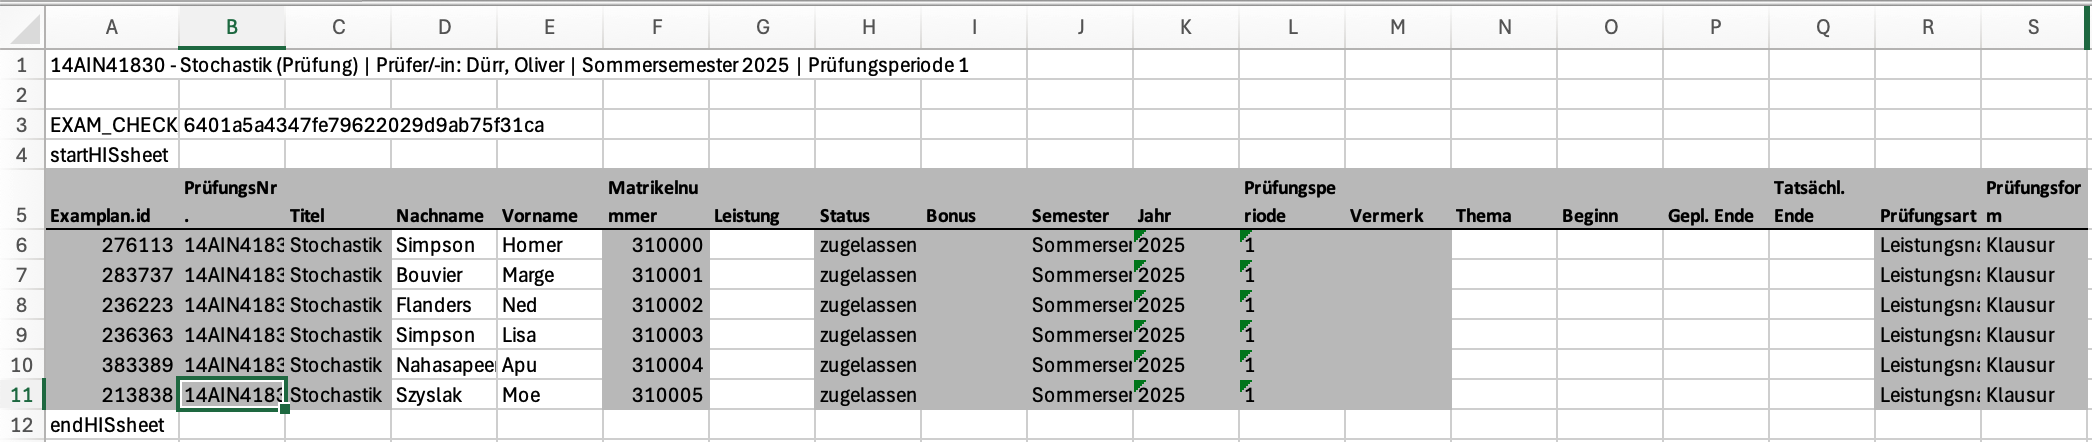 A B C D E F G H I J K L M N O P Q R S
1 14AIN41830 - Stochastik (Prüfung) | Prüfer/-in: Dürr, Oliver | Sommersemester 2025 | Prüfungsperiode 1
2
3 EXAM_CHECK 6401a5a4347fe79622029d9ab75f31ca
4 startHISsheet
5 Examplan.id PrüfungsNr. Titel Nachname Vorname Matrikelnummer Leistung Status Bonus Semester Jahr Prüfungsperiode Vermerk Thema Beginn Gepl. Ende Tatsächl. Ende Prüfungsart Prüfungsform
6 276113 14AIN4183 Stochastik Simpson Homer 310000 zugelassen Sommerser 2025 1 Leistungsna Klausur
7 283737 14AIN4183 Stochastik Bouvier Marge 310001 zugelassen Sommerser 2025 1 Leistungsna Klausur
8 236223 14AIN4183 Stochastik Flanders Ned 310002 zugelassen Sommerser 2025 1 Leistungsna Klausur
9 236363 14AIN4183 Stochastik Simpson Lisa 310003 zugelassen Sommerser 2025 1 Leistungsna Klausur
10 383389 14AIN4183 Stochastik Nahasapee Apu 310004 zugelassen Sommerser 2025 1 Leistungsna Klausur
11 213838 14AIN4183 Stochastik Szyslak Moe 310005 zugelassen Sommerser 2025 1 Leistungsna Klausur
12 endHISsheet